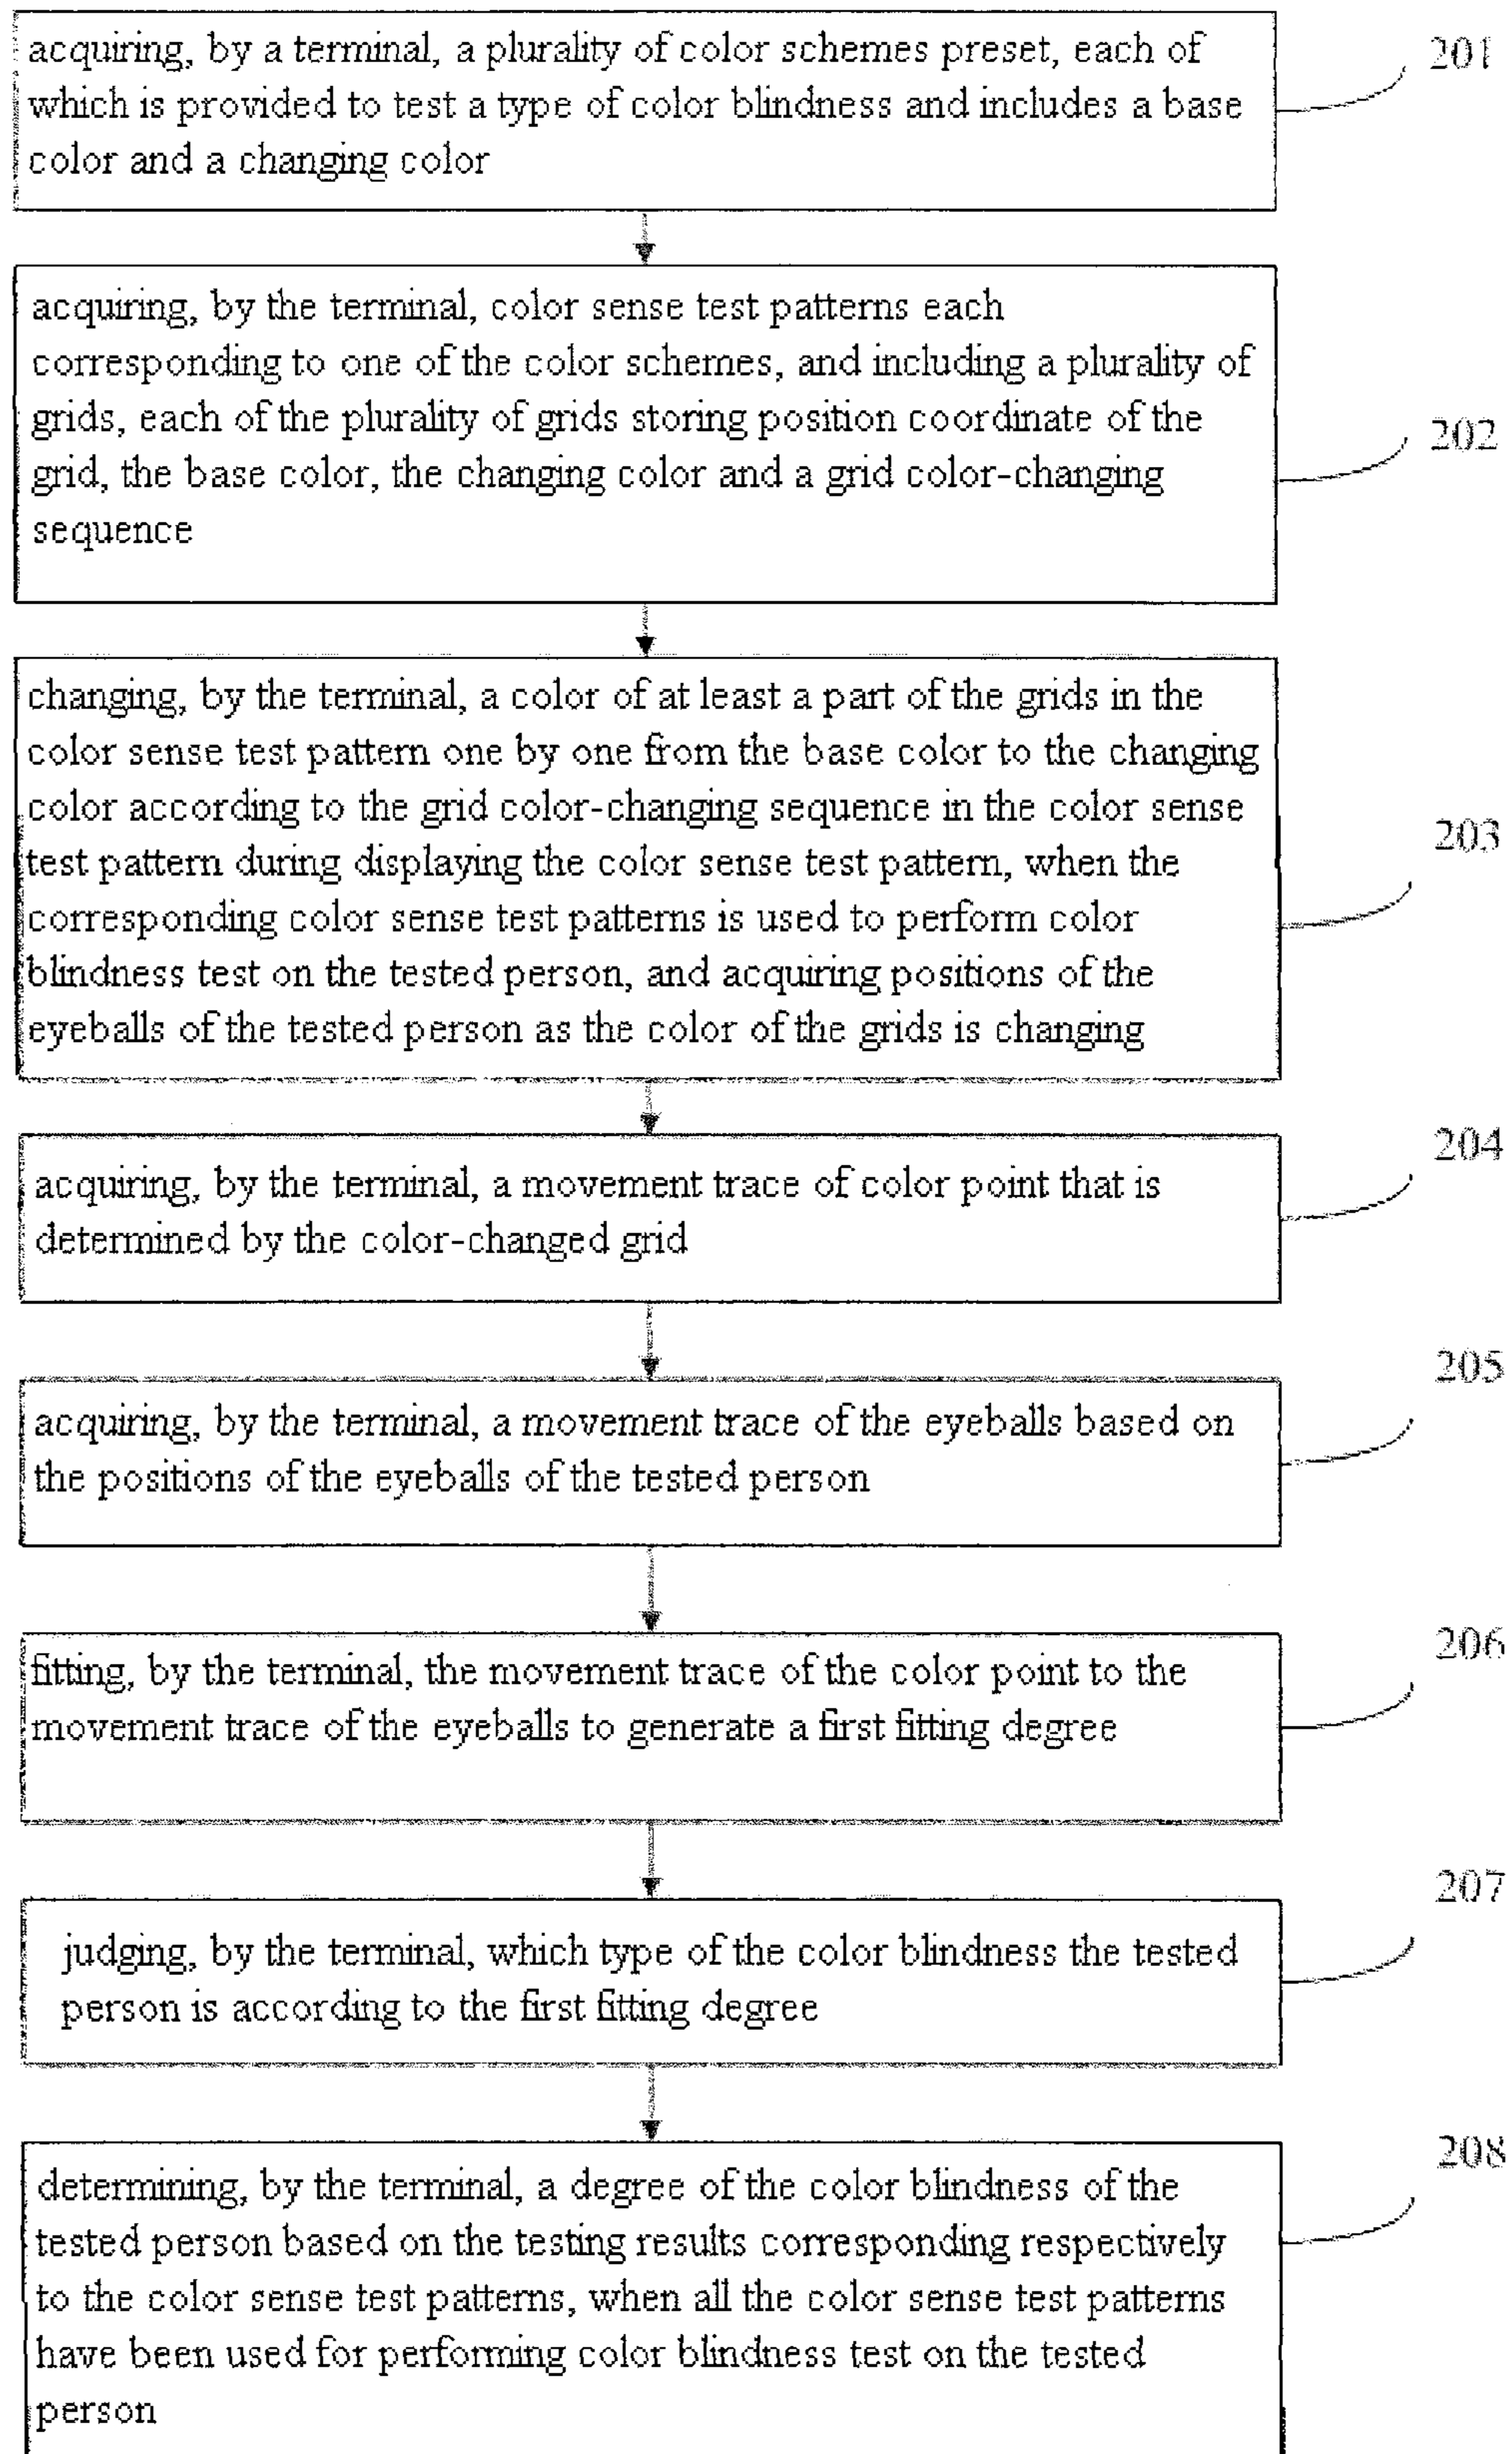 acquiring, by a terminal, a plurality of color schemes preset, each of
which is provided to test a type of color blindness and includes a base
color and a changing color
201
acquiring, by the terminal, color sense test patterns each
corresponding to one of the color schemes, and including a plurality of
grids, each of the plurality of grids storing position coordinate of the
grid, the base color, the changing color and a grid color-changing
sequence
202
changing, by the terminal, a color of at least a part of the grids in the
color sense test pattern one by one from the base color to the changing
color according to the grid color-changing sequence in the color sense
test pattern during displaying the color sense test pattern, when the
corresponding color sense test patterns is used to perform color
blindness test on the tested person, and acquiring positions of the
eyeballs of the tested person as the color of the grids is changing
203
acquiring, by the terminal, a movement trace of color point that is
determined by the color-changed grid
204
acquiring, by the terminal, a movement trace of the eyeballs based on
the positions of the eyeballs of the tested person
205
fitting, by the terminal, the movement trace of the color point to the
movement trace of the eyeballs to generate a first fitting degree
206
judging, by the terminal, which type of the color blindness the tested
person is according to the first fitting degree
207
determining, by the terminal, a degree of the color blindness of the
tested person based on the testing results corresponding respectively
to the color sense test patterns, when all the color sense test patterns
have been used for performing color blindness test on the tested
person
208